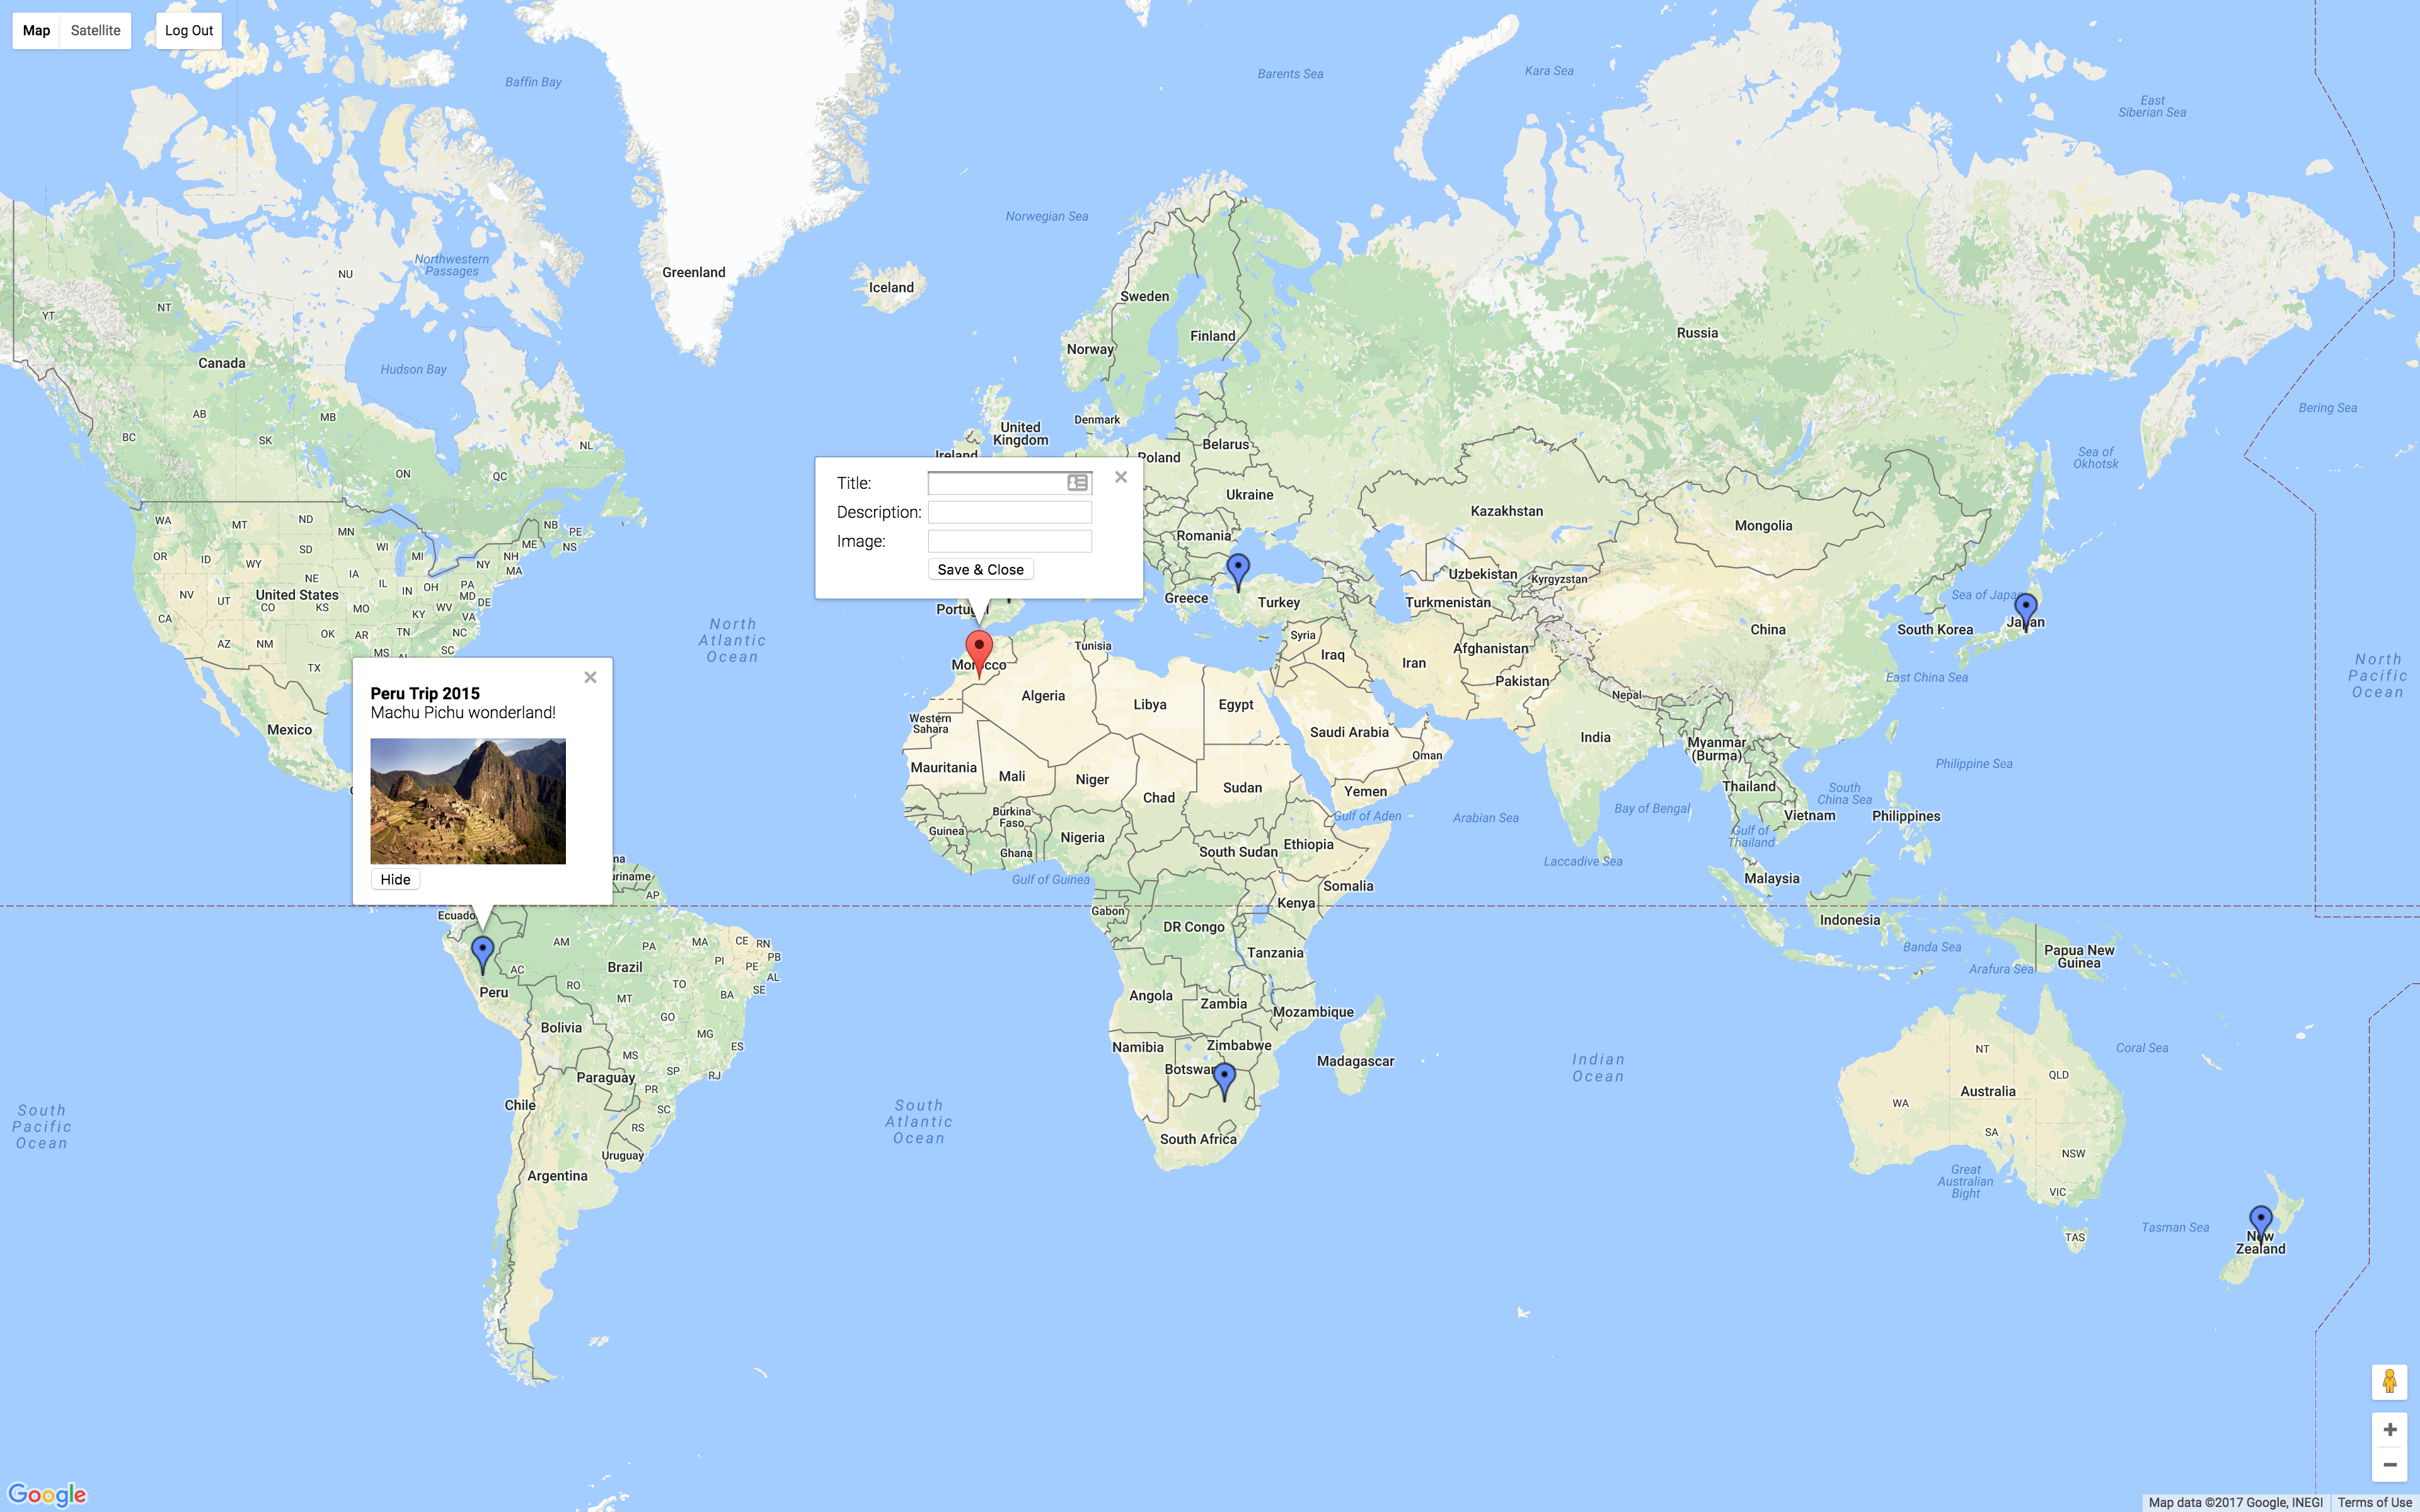 Map
Satellite
Log Out
Baffin Bay
Barents Sea
Kara Sea
East
Siberian Sea
Norwegian Sea
Northwestern
Passages
NU
Greenland
Iceland
Sweden
NT
YT
Finland
Russia
Norway
Canada
Hudson Bay
Bering Sea
AB
MB
BC
SK
NL
Denmark
United
Kingdom
Belarus
Ireland
Poland
Sea of
Okhotsk
ON
QC
Title:
Description:
Image:
Save & Close
Ukraine
Kazakhstan
Mongolia
Romania
WA
MT
ND
MN
NB
PE
NS
ME
OR
ID
WY
SD
WI
MI
NH
NY
MA
NE
IA
IL
IN
OH
PA
MD
DE
NV
UT
United States
CO
KS
MO
KY
WV
VA
CA
AZ
NM
OK
AR
TN
NC
MS
AL
SC
TX
Uzbekistan
Kyrgyzstan
Greece
Turkey
Turkmenistan
Sea of Japan
Japan
South Korea
China
Portugal
North
Atlantic
Ocean
Tunisia
Syria
Iraq
Iran
Afghanistan
Morocco
Pakistan
East China Sea
North
Pacific
Ocean
Nepal
Algeria
Libya
Egypt
Western
Sahara
Saudi Arabia
India
Mexico
Peru Trip 2015
Machu Pichu wonderland!
Hide
Myanmar
(Burma)
Oman
Mauritania
Mali
Niger
Philippine Sea
Chad
Sudan
Yemen
Thailand
South
China Sea
Burkina
Faso
Gulf of Aden
Arabian Sea
Bay of Bengal
Vietnam
Philippines
Guinea
Nigeria
Ethiopia
Gulf of
Thailand
Ghana
South Sudan
Laccadive Sea
na
uriname
Gulf of Guinea
Malaysia
Somalia
AP
Kenya
Ecuado
Gabon
Indonesia
DR Congo
AM
PA
MA
CE
RN
PB
PI
PE
AL
SE
Banda Sea
Papua New
Guinea
Tanzania
AC
Brazil
Arafura Sea
Peru
RO
MT
TO
BA
Angola
Zambia
Mozambique
GO
Bolivia
MG
ES
MS
Namibia
Zimbabwe
Madagascar
Indian
Ocean
NT
Coral Sea
Botswan
Paraguay
SP
RJ
PR
QLD
Australia
Chile
SC
WA
South
Pacific
Ocean
South
Atlantic
Ocean
RS
South Africa
SA
NSW
Uruguay
Argentina
Great
Australian
Bight
VIC
TAS
Tasman Sea
New
Zealand
Google
Map data ©2017 Google, INEGI
Terms of Use